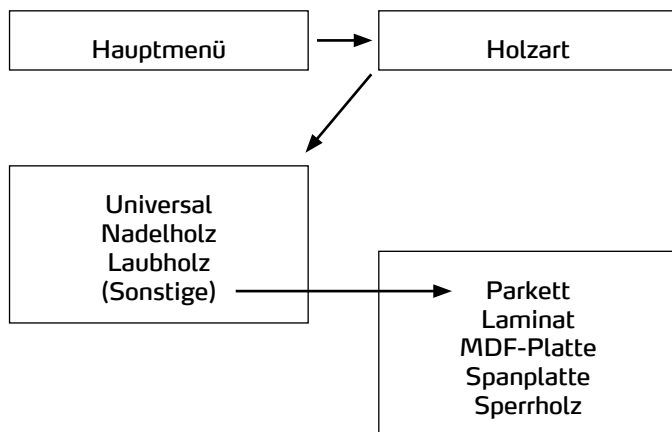 Hauptmenü
Holzart
Universal
Nadelholz
Laubholz
(Sonstige)
Parkett
Laminat
MDF-Platte
Spanplatte
Sperrholz